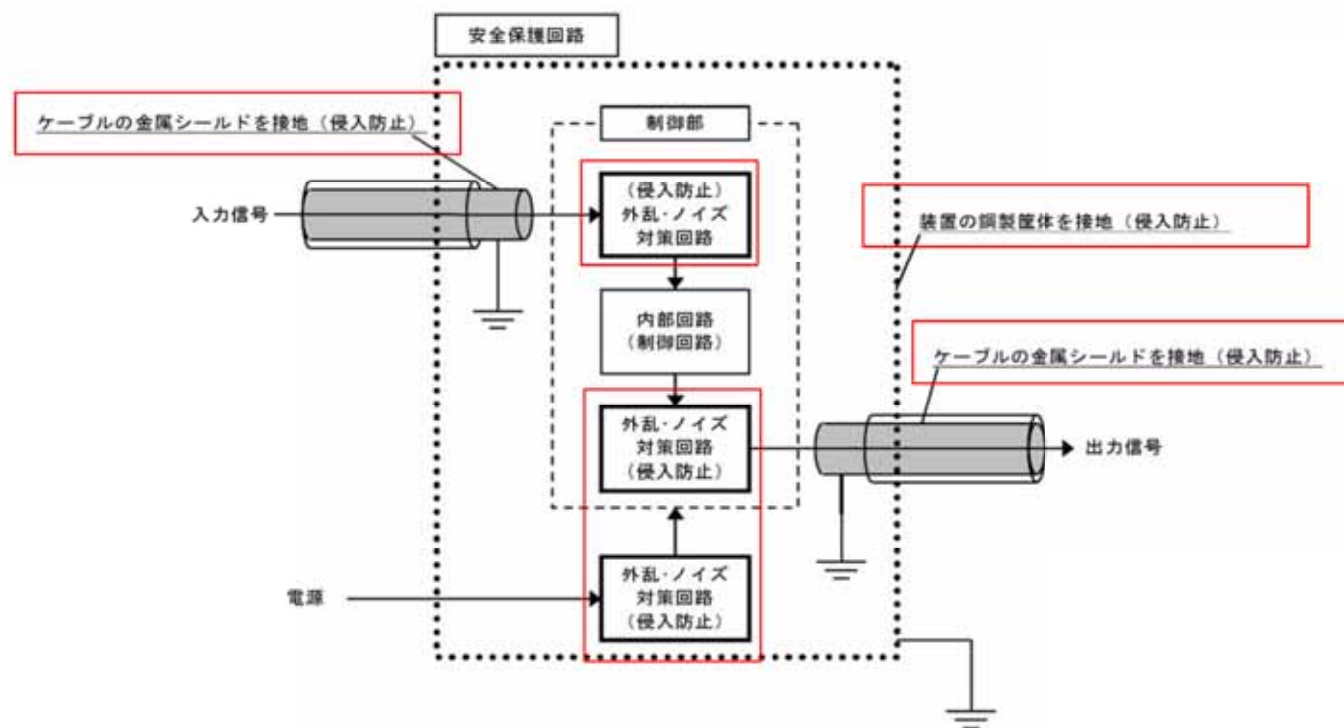 安全保護回路
ケーブルの金属シールドを接地（侵入防止）
制御部
（侵入防止）
外乱・ノイズ
対策回路
入力信号
装置の鋼製筐体を接地（侵入防止）
内部回路
（制御回路）
ケーブルの金属シールドを接地（侵入防止）
外乱・ノイズ
対策回路
（侵入防止）
出力信号
外乱・ノイズ
対策回路
（侵入防止）
電源